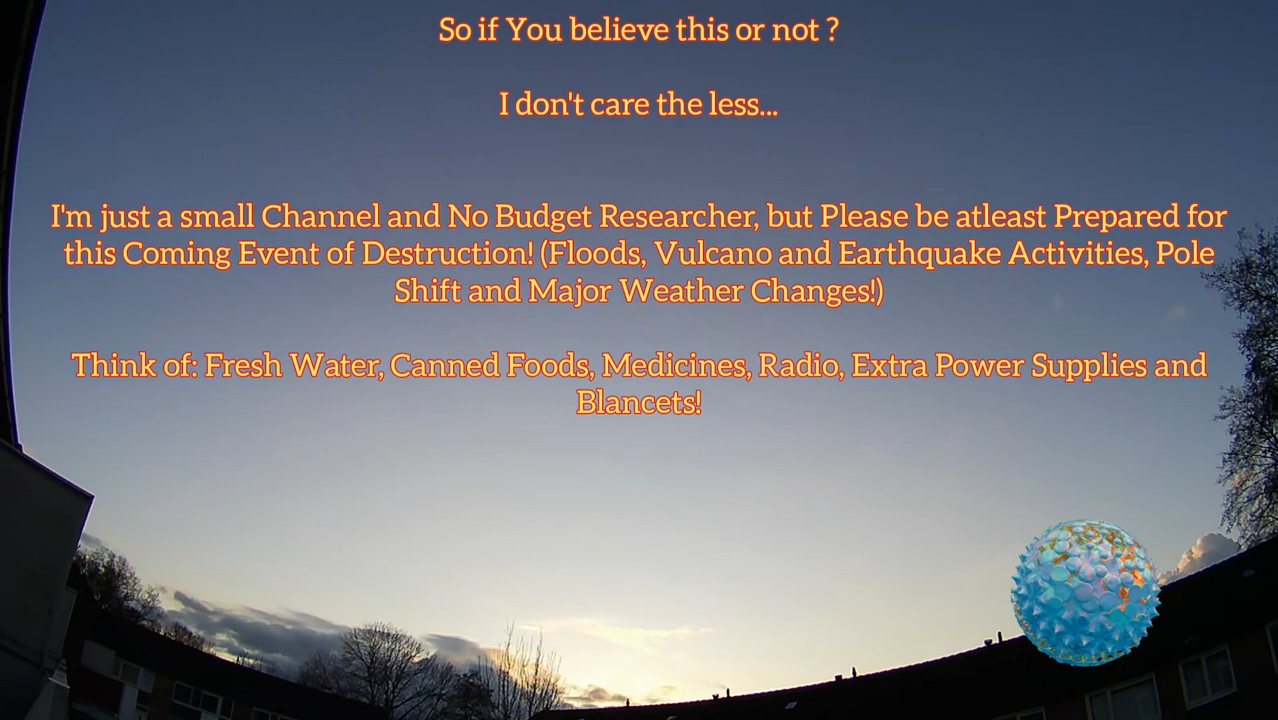 So if You believe this or not ?
I don't care the less...
I'm just a small Channel and No Budget Researcher, but Please be atleast Prepared for
this Coming Event of Destruction! (Floods, Vulcano and Earthquake Activities, Pole
Shift and Major Weather Changes!)
Think of: Fresh Water, Canned Foods, Medicines, Radio, Extra Power Supplies and
Blancets!